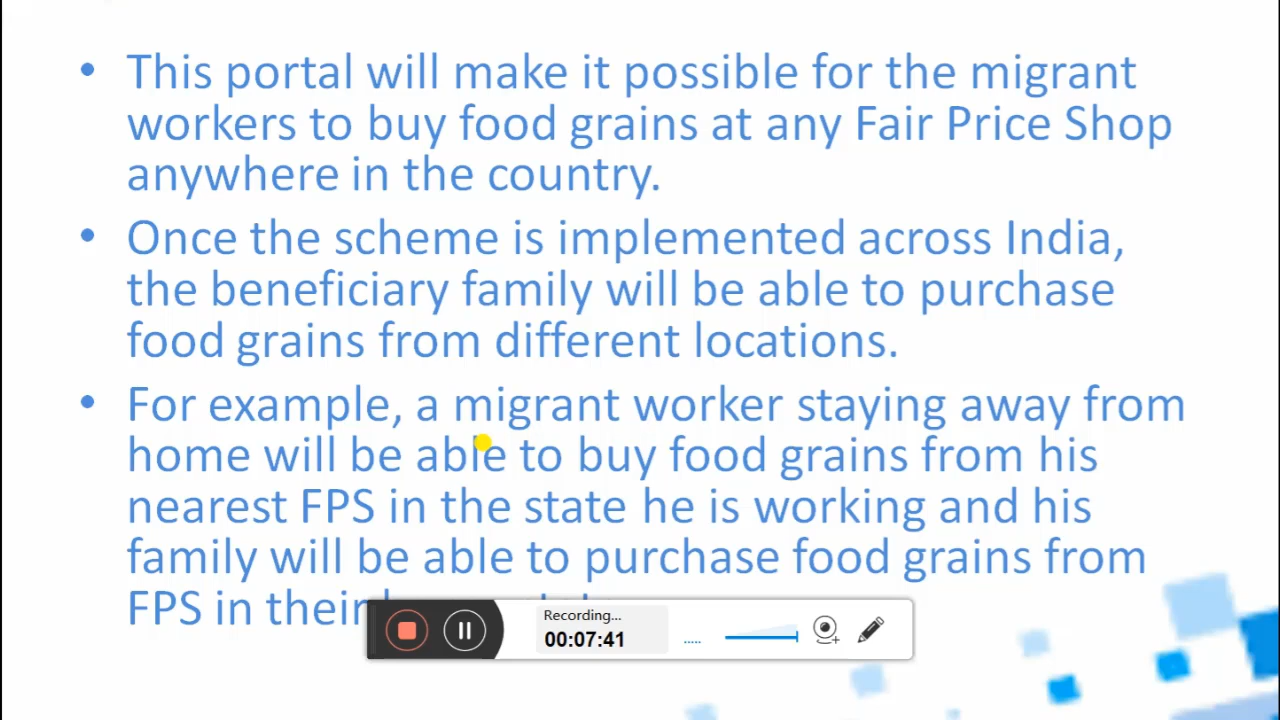 • This portal will make it possible for the migrant
workers to buy food grains at any Fair Price Shop
anywhere in the country.
• Once the scheme is implemented across India,
the beneficiary family will be able to purchase
food grains from different locations.
• For example, a migrant worker staying away from
home will be able to buy food grains from his
nearest FPS in the state he is working and his
family will be able to purchase food grains from
FPS in their
Recording...
00:07:41